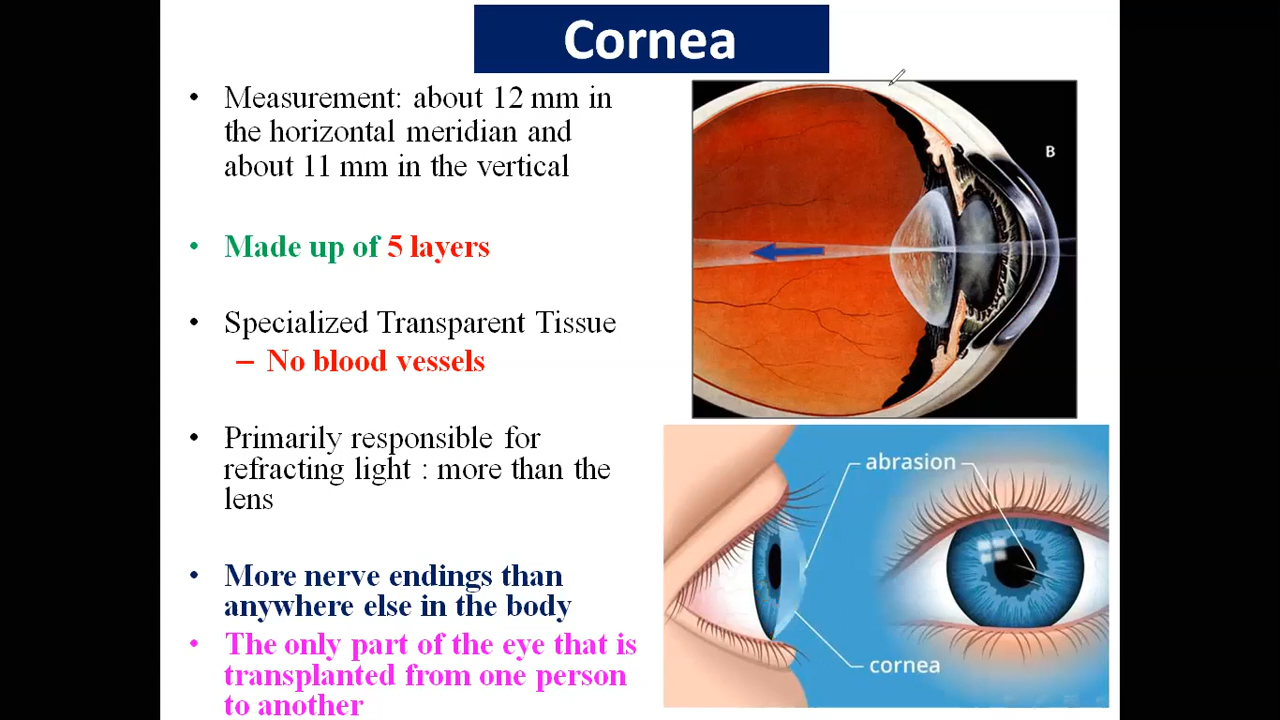 Cornea
• Measurement: about 12 mm in
the horizontal meridian and
about 11 mm in the vertical
• Made up of 5 layers
• Specialized Transparent Tissue
– No blood vessels
• Primarily responsible for
refracting light : more than the
lens
• More nerve endings than
anywhere else in the body
• The only part of the eye that is
transplanted from one person
to another
B
abrasion
cornea